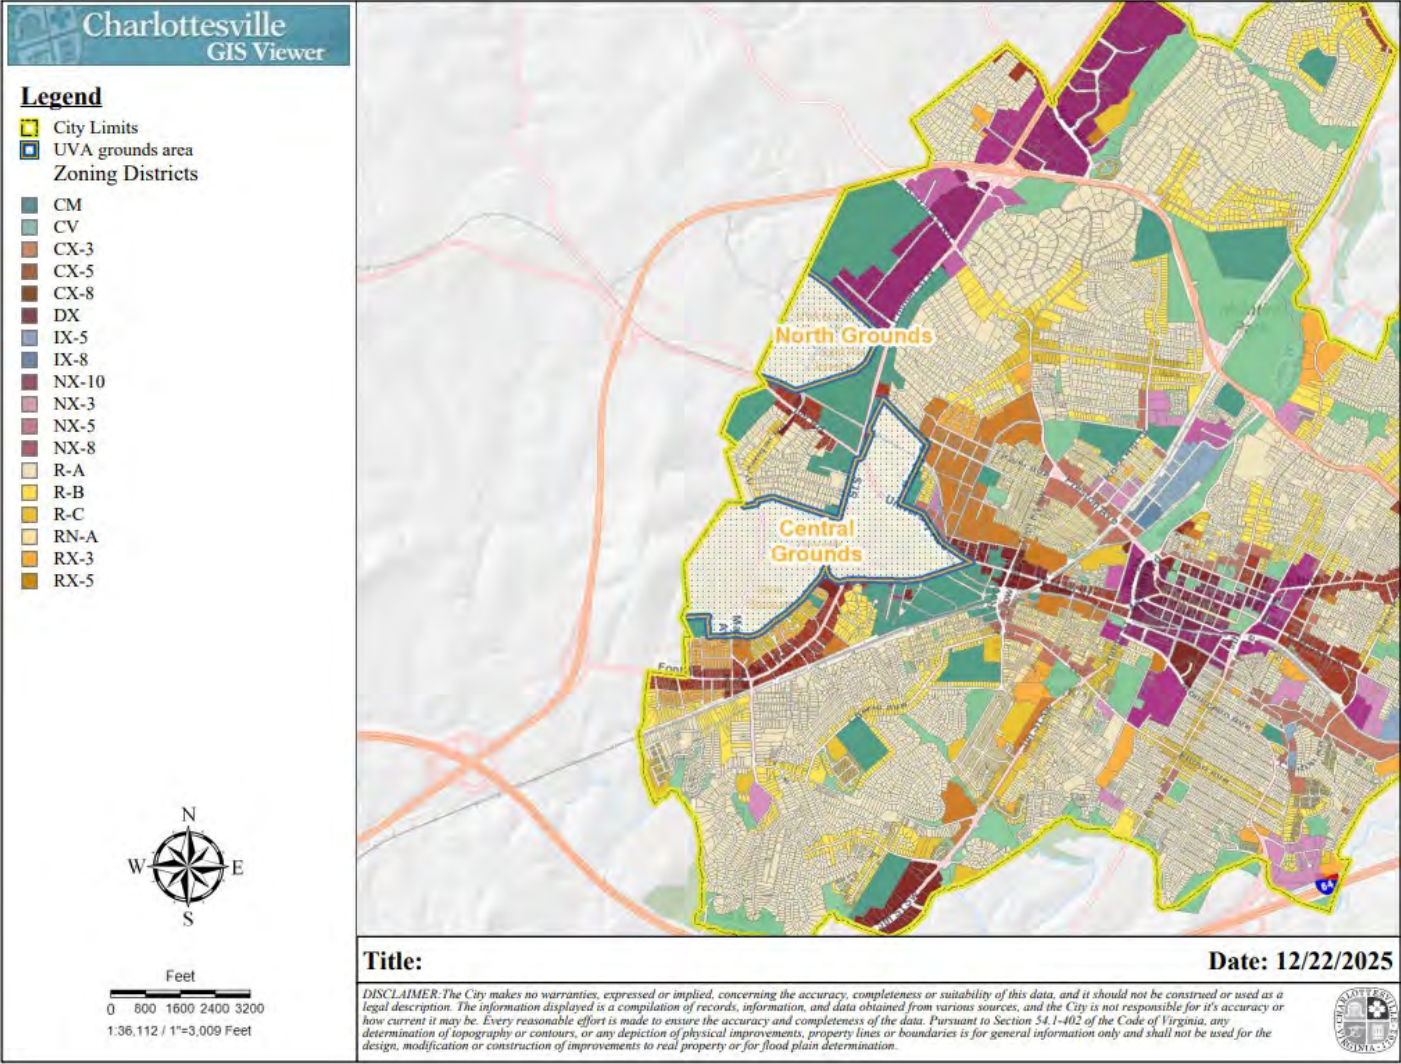 Charlottesville
GIS Viewer
Legend
City Limits
UVA grounds area
Zoning Districts
CM
CV
CX-3
CX-5
CX-8
DX
IX-5
IX-8
NX-10
NX-3
NX-5
NX-8
R-A
R-B
R-C
RN-A
RX-3
RX-5
N
W E
S
Feet
0 800 1600 2400 3200
1:36,112 / 1"=3,009 Feet
North Grounds
Central
Grounds
64
Title:
Date: 12/22/2025
DISCLAIMER:The City makes no warranties, expressed or implied, concerning the accuracy, completeness or suitability of this data, and it should not be construed or used as a
legal description. The information displayed is a compilation of records, information, and data obtained from various sources, and the City is not responsible for it's accuracy or
how current it may be. Every reasonable effort is made to ensure the accuracy and completeness of the data. Pursuant to Section 54.1-402 of the Code of Virginia, any
determination of topography or contours, or any depiction of physical improvements, property lines or boundaries is for general information only and shall not be used for the
design, modification or construction of improvements to real property or for flood plain determination.